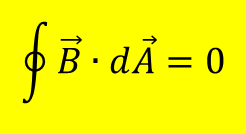 ∮ B⃗ · dA⃗ = 0